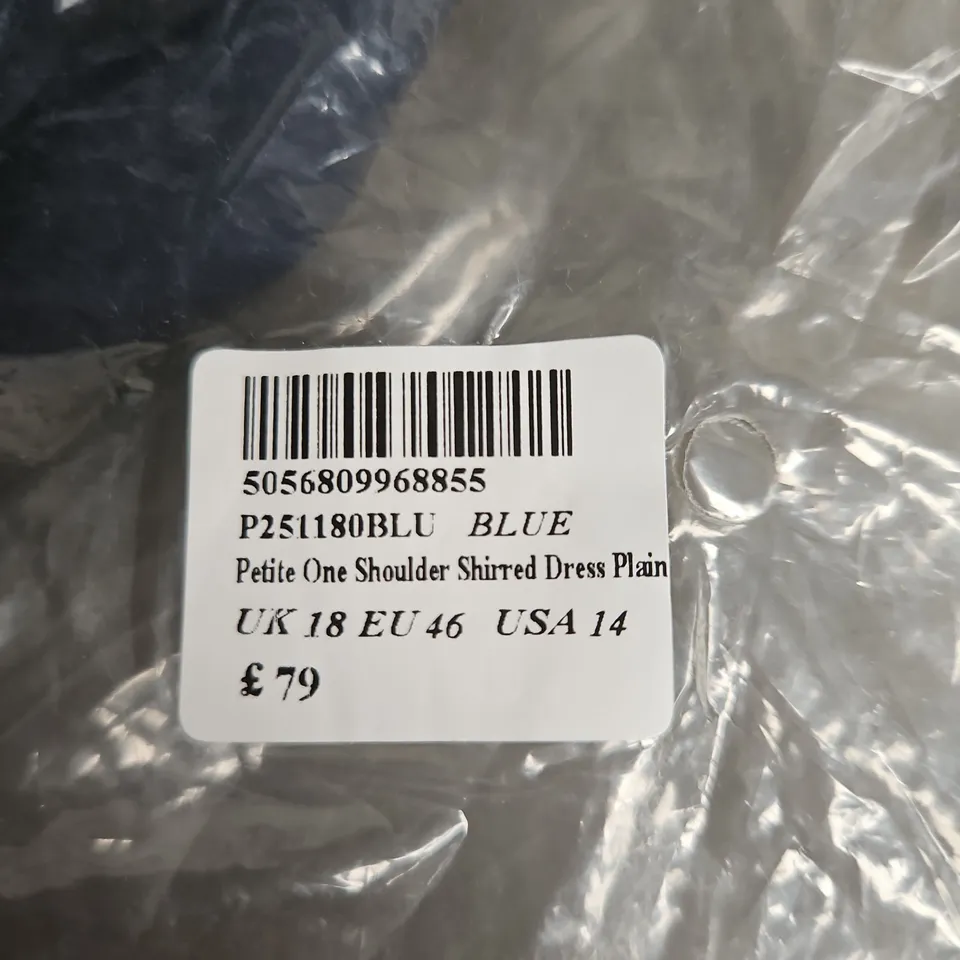 5056809968855
P251180BLU BLUE
Petite One Shoulder Shirred Dress Plain
UK 18 EU 46 USA 14
£ 79